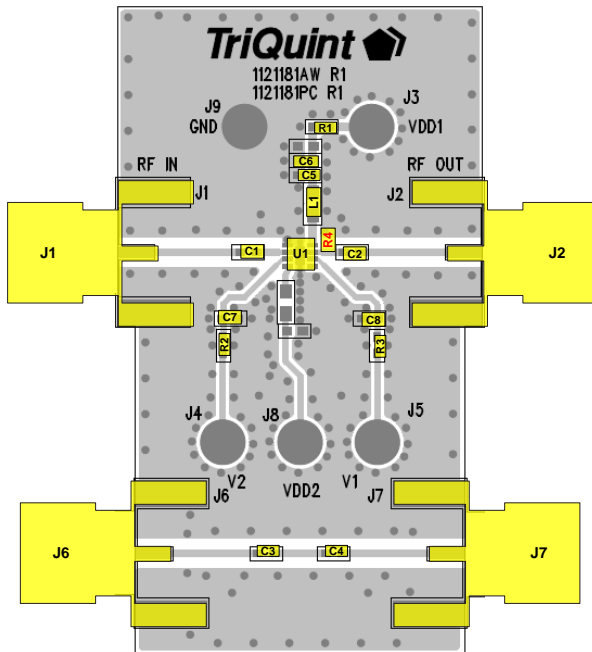 TriQuint
1121181AW R1
1121181PC R1
J9
GND
J3
VDD1
R1
C6
C5
RF IN
RF OUT
J1
L1
J2
J1
C1
U1
R4
C2
J2
C7
C8
R2
R3
J4
J8
J5
V2
VDD2
V1
J6
J7
J6
C3
C4
J7